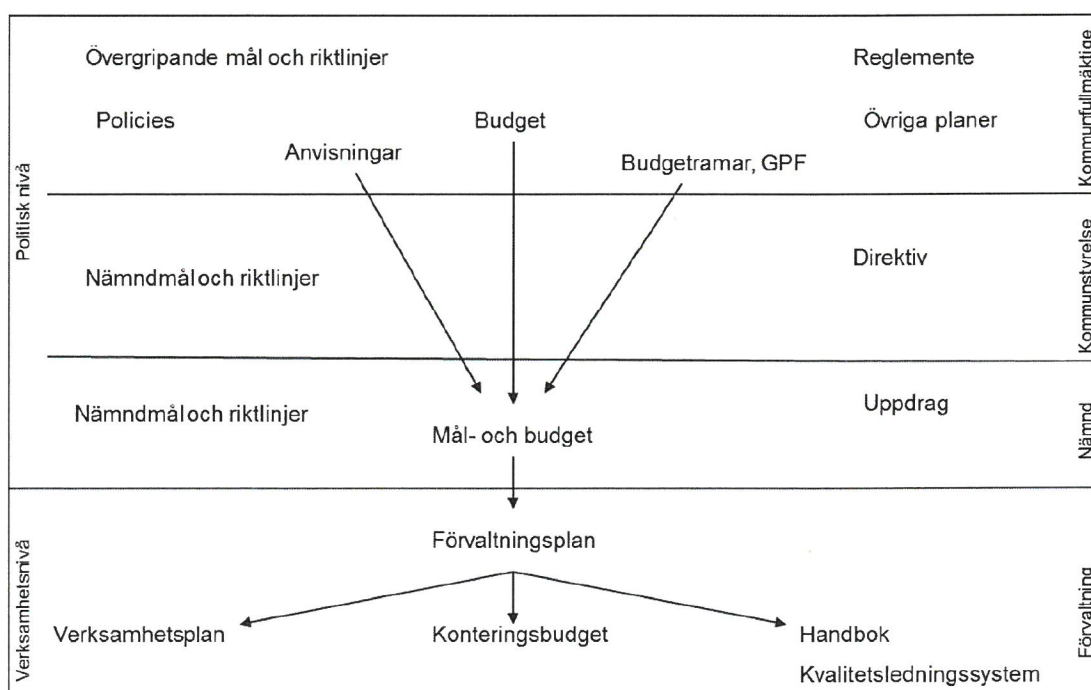 Övergripande mål och riktlinjer
Reglemente
Policies
Budget
Övriga planer
Anvisningar
Budgetramar, GPF
Kommunfullmäktige
Politisk nivå
Nämndmål och riktlinjer
Direktiv
Kommunstyrelse
Nämndmål och riktlinjer
Uppdrag
Mål- och budget
Nämnd
Verksamhetsnivå
Förvaltningsplan
Verksamhetsplan
Konteringsbudget
Handbok
Kvalitetsledningssystem
Förvaltning